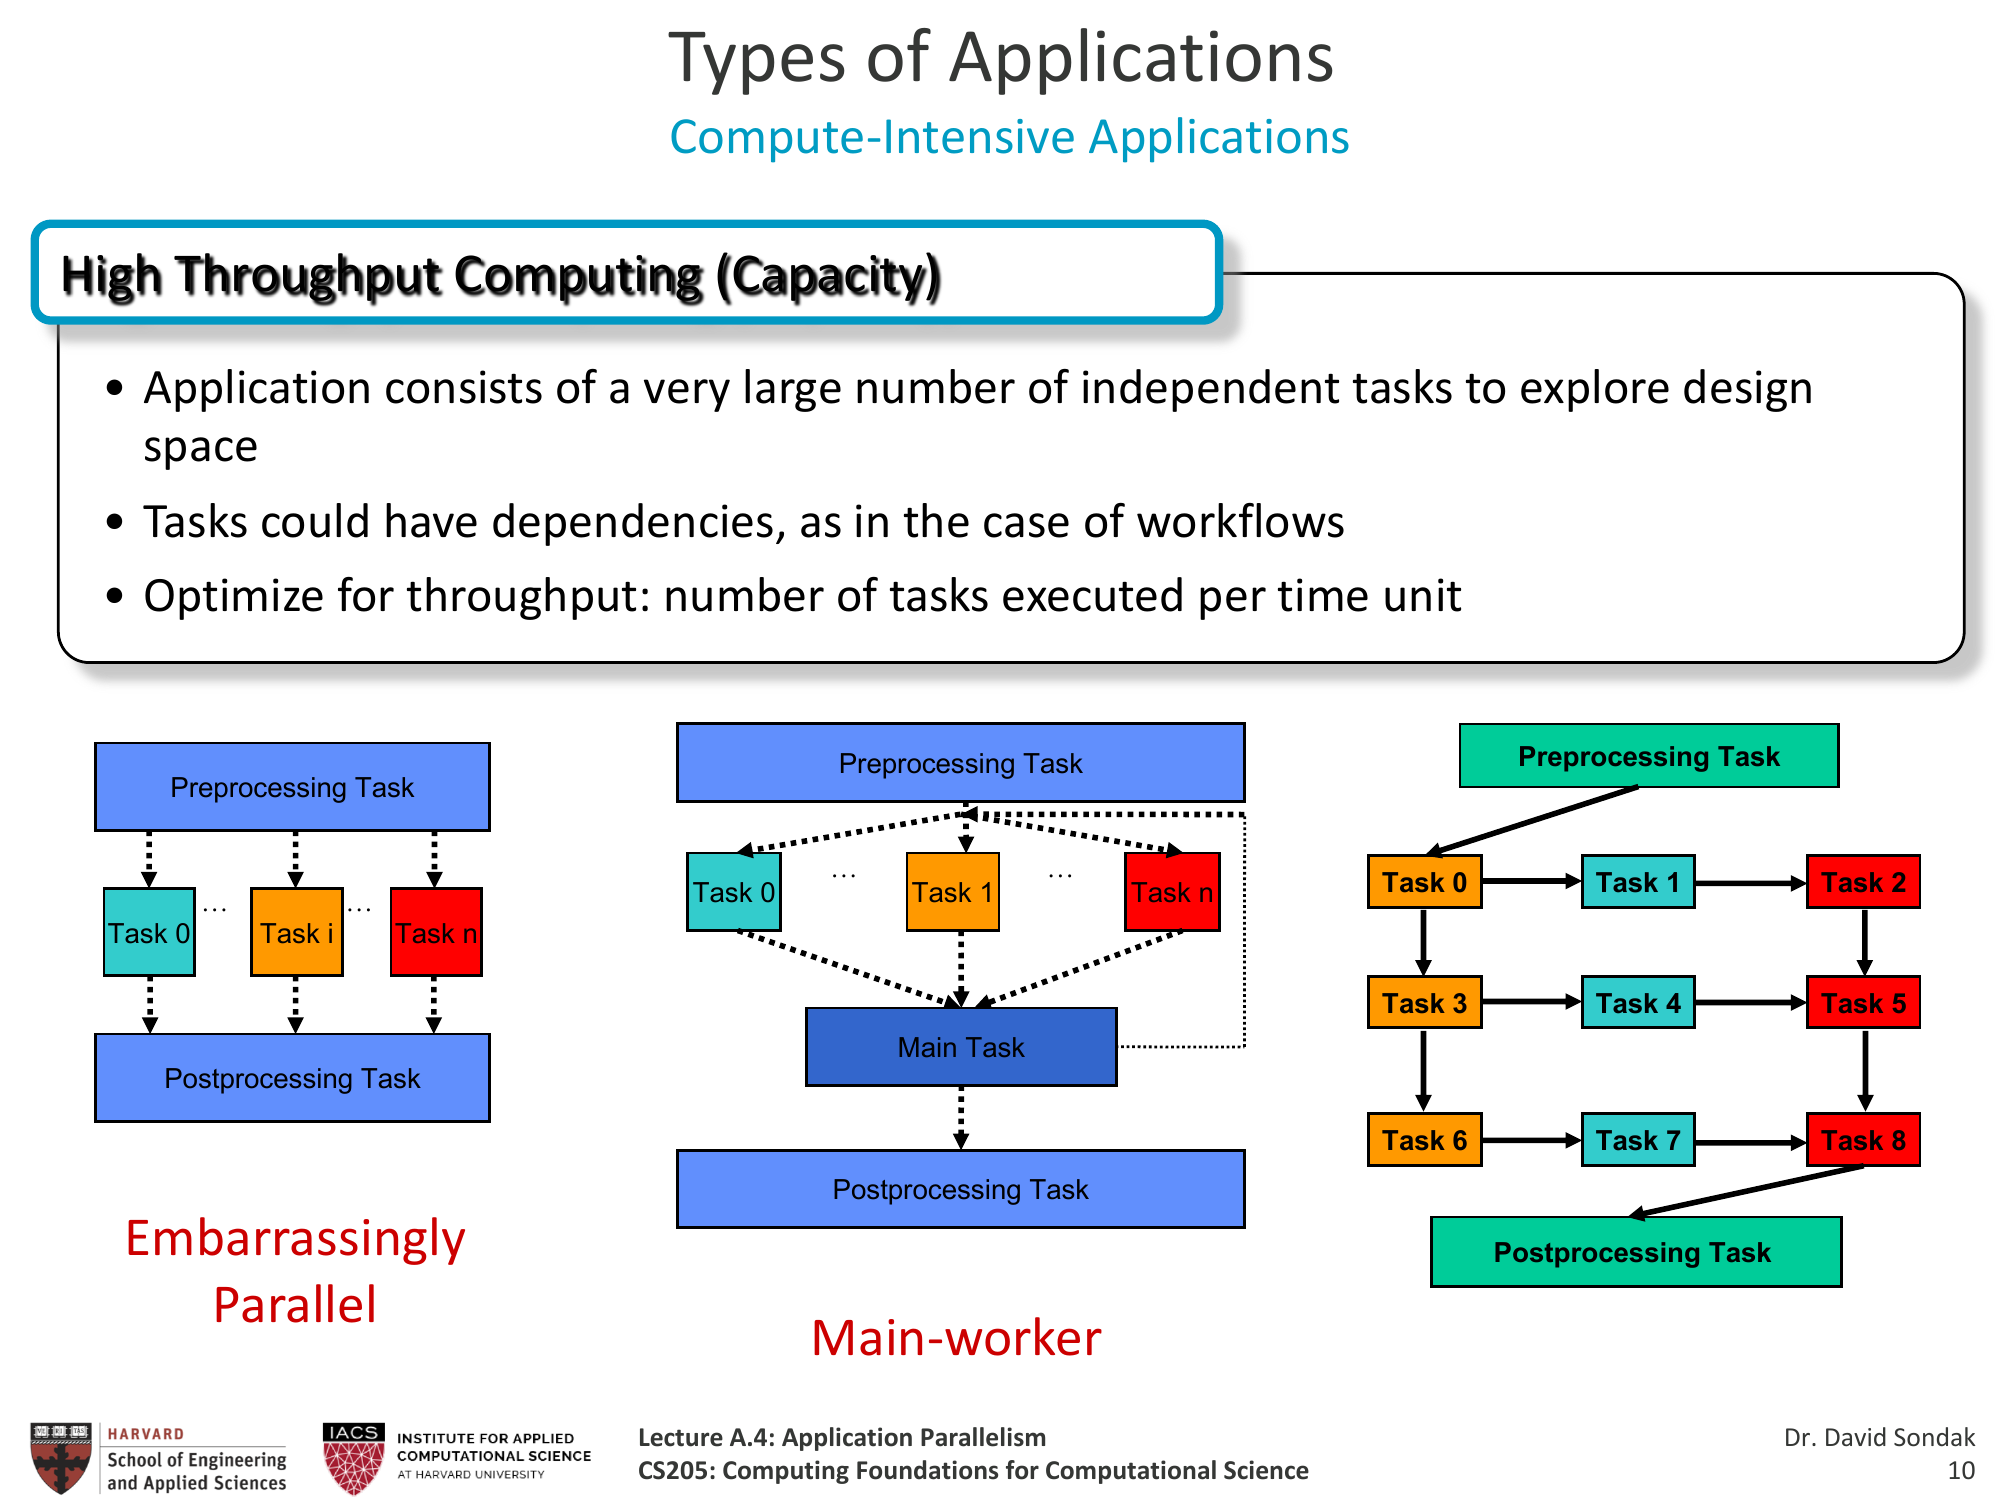 Types of Applications
Compute-Intensive Applications
High Throughput Computing (Capacity)
• Application consists of a very large number of independent tasks to explore design
space
• Tasks could have dependencies, as in the case of workflows
• Optimize for throughput: number of tasks executed per time unit
Preprocessing Task
Task 0
...
Task i
...
Task n
Postprocessing Task
Embarrassingly
Parallel
Preprocessing Task
Task 0
...
Task 1
...
Task n
Main Task
Postprocessing Task
Main-worker
Preprocessing Task
Task 0
Task 1
Task 2
Task 3
Task 4
Task 5
Task 6
Task 7
Task 8
Postprocessing Task
HARVARD
School of Engineering
and Applied Sciences
IACS
INSTITUTE FOR APPLIED
COMPUTATIONAL SCIENCE
AT HARVARD UNIVERSITY
Lecture A.4: Application Parallelism
CS205: Computing Foundations for Computational Science
Dr. David Sondak
10